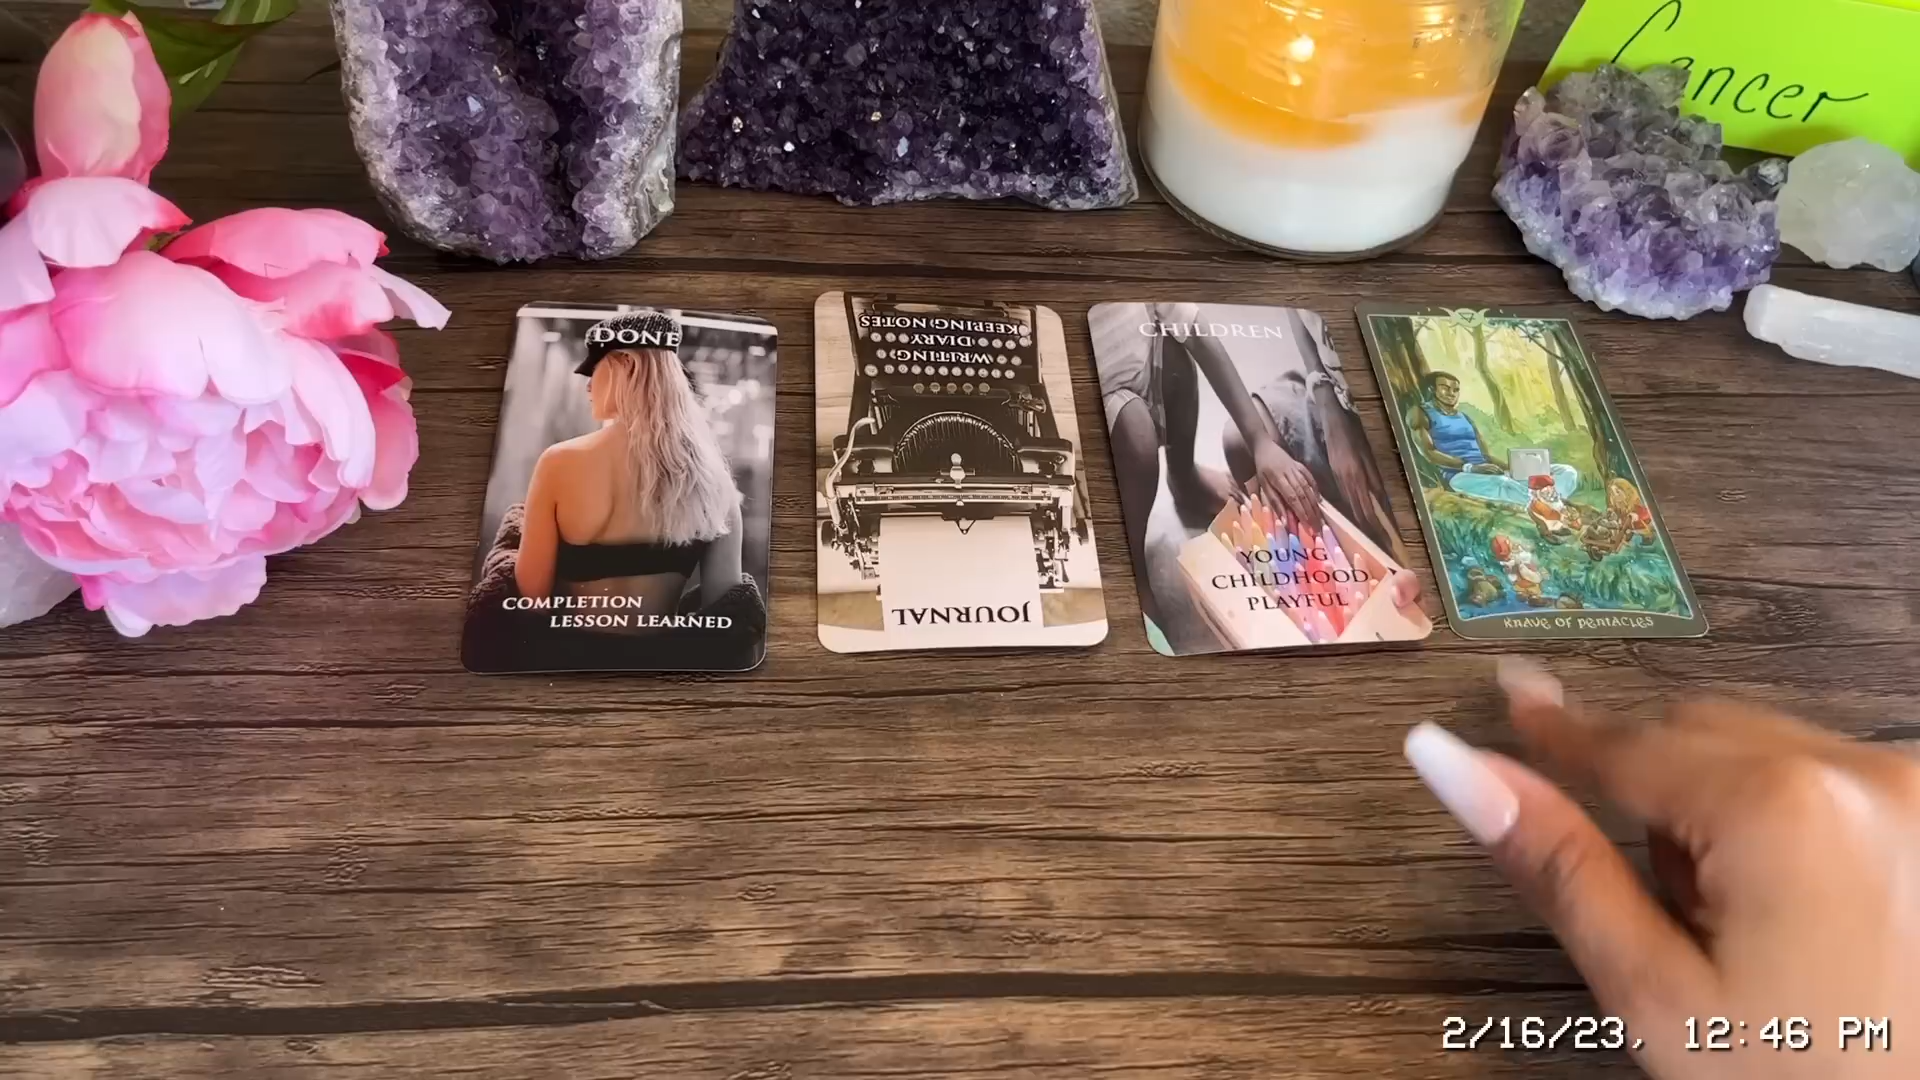 Cancer
DONE
COMPLETION
LESSON LEARNED
JOURNAL
WRITING
DIARY
KEEPING NOTES
CHILDREN
YOUNG
CHILDHOOD
PLAYFUL
KNAVE OF PENTACLES
2/16/23, 12:46 PM